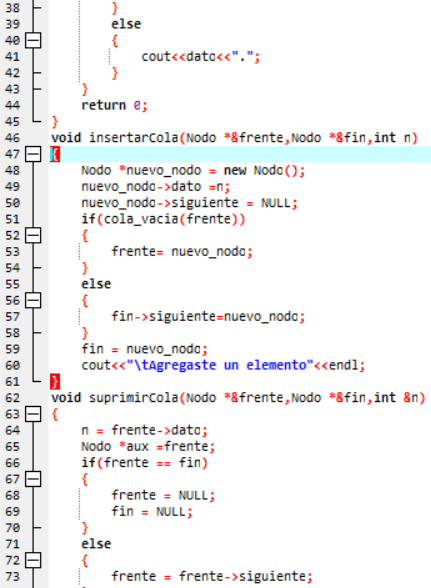 38 }
39 else
40 {
41 cout<<dato<<".";
42 }
43 }
44 return 0;
45 }
46 void insertarCola(Nodo *&frente,Nodo *&fin,int n)
47 {
48 Nodo *nuevo_nodo = new Nodo();
49 nuevo_nodo->dato =n;
50 nuevo_nodo->siguiente = NULL;
51 if(cola_vacia(frente))
52 {
53 frente= nuevo_nodo;
54 }
55 else
56 {
57 fin->siguiente=nuevo_nodo;
58 }
59 fin = nuevo_nodo;
60 cout<<"\tAgregaste un elemento"<<endl;
61 }
62 void suprimirCola(Nodo *&frente,Nodo *&fin,int &n)
63 {
64 n = frente->dato;
65 Nodo *aux =frente;
66 if(frente == fin)
67 {
68 frente = NULL;
69 fin = NULL;
70 }
71 else
72 {
73 frente = frente->siguiente;